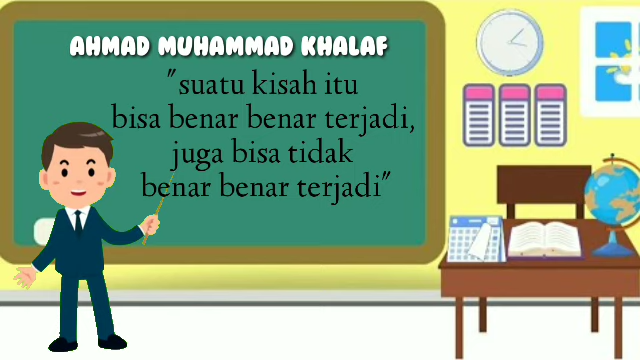 AHMAD MUHAMMAD KHALAF
"suatu kisah itu
bisa benar benar terjadi,
juga bisa tidak
benar benar terjadi"